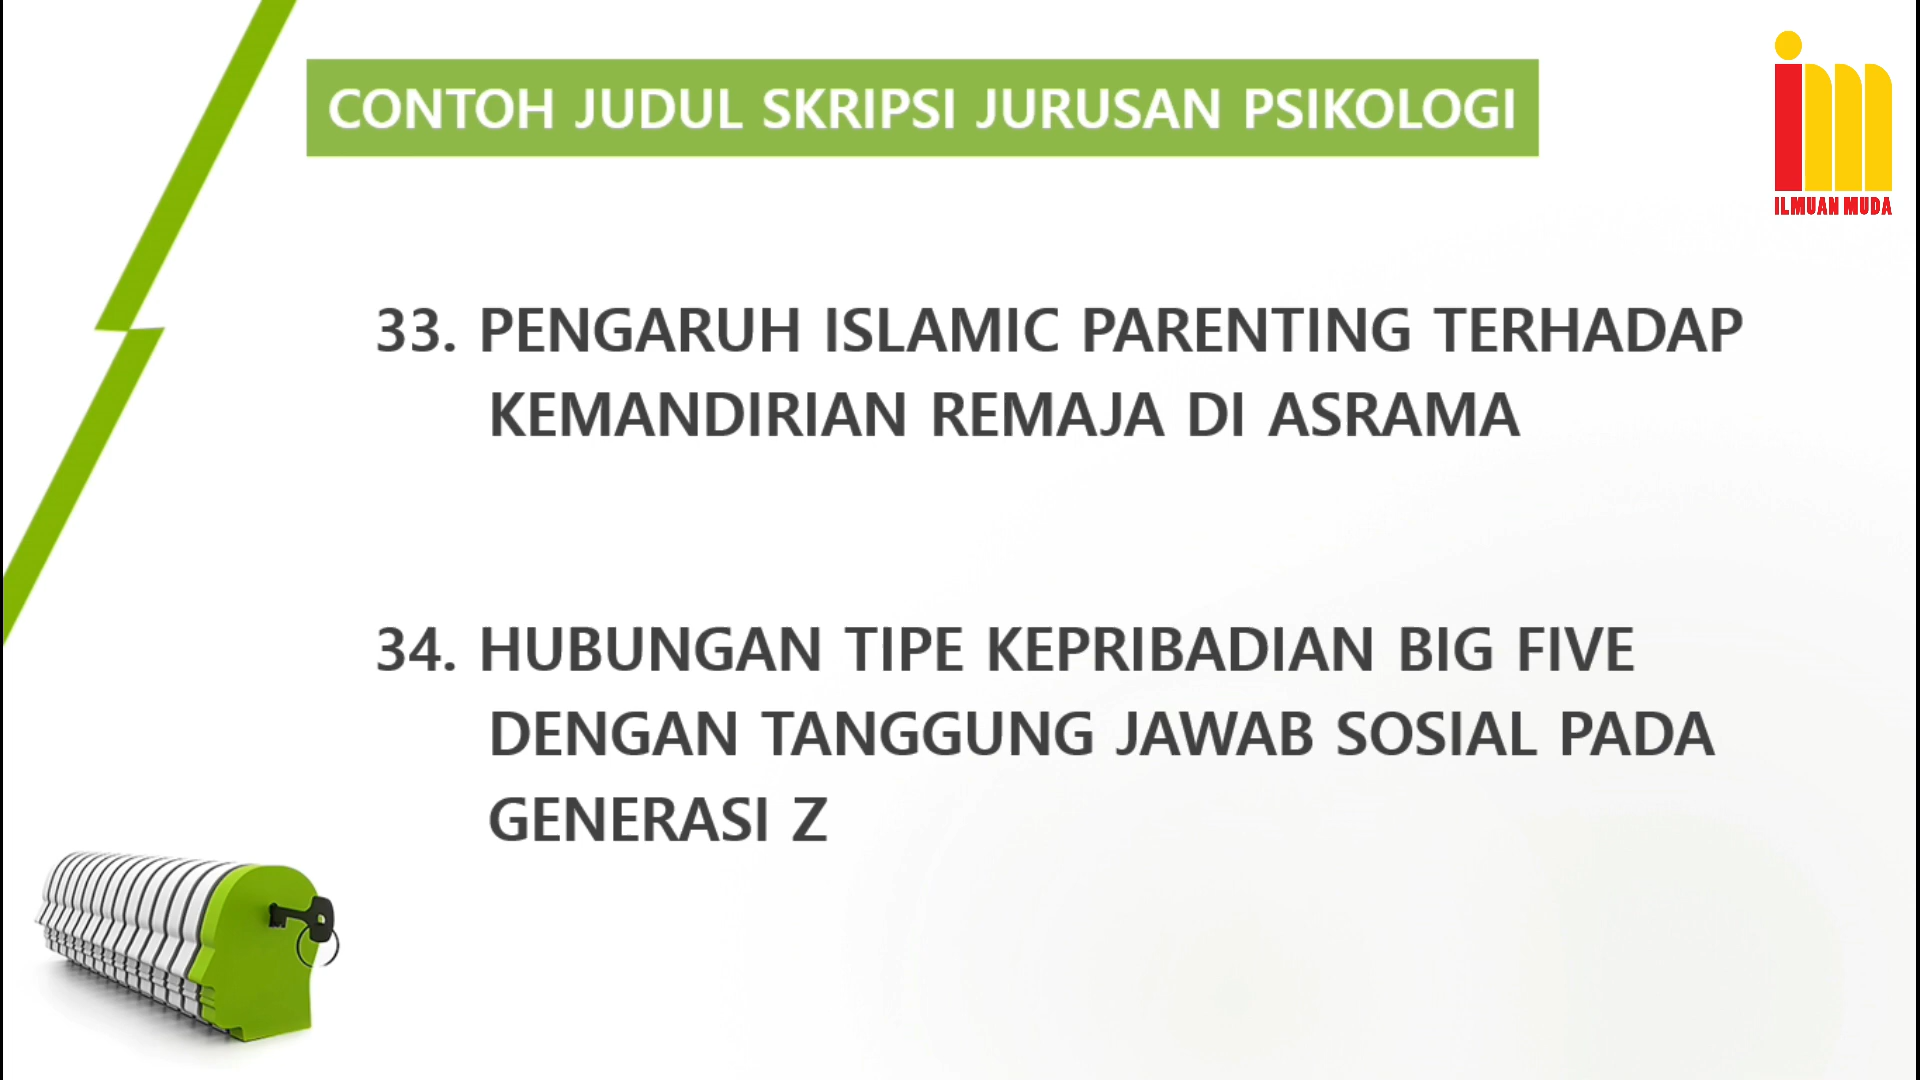 CONTOH JUDUL SKRIPSI JURUSAN PSIKOLOGI
im
ILMUAN MUDA
33. PENGARUH ISLAMIC PARENTING TERHADAP
KEMANDIRIAN REMAJA DI ASRAMA
34. HUBUNGAN TIPE KEPRIBADIAN BIG FIVE
DENGAN TANGGUNG JAWAB SOSIAL PADA
GENERASI Z